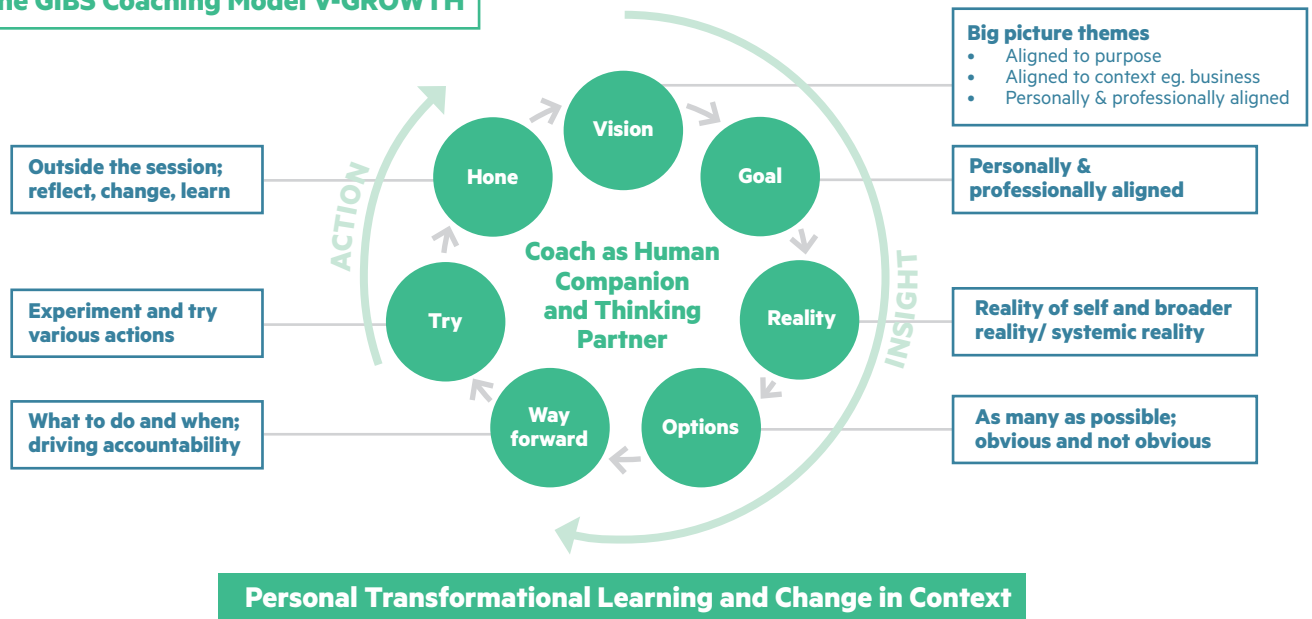 he GIBS Coaching Model V-GROWTH
Big picture themes
• Aligned to purpose
• Aligned to context eg. business
• Personally & professionally aligned
Vision
Hone
Goal
Outside the session;
reflect, change, learn
Personally &
professionally aligned
ACTION
Coach as Human
Companion
and Thinking
Partner
INSIGHT
Experiment and try
various actions
Try
Reality
Reality of self and broader
reality/ systemic reality
What to do and when;
driving accountability
Way
forward
Options
As many as possible;
obvious and not obvious
Personal Transformational Learning and Change in Context